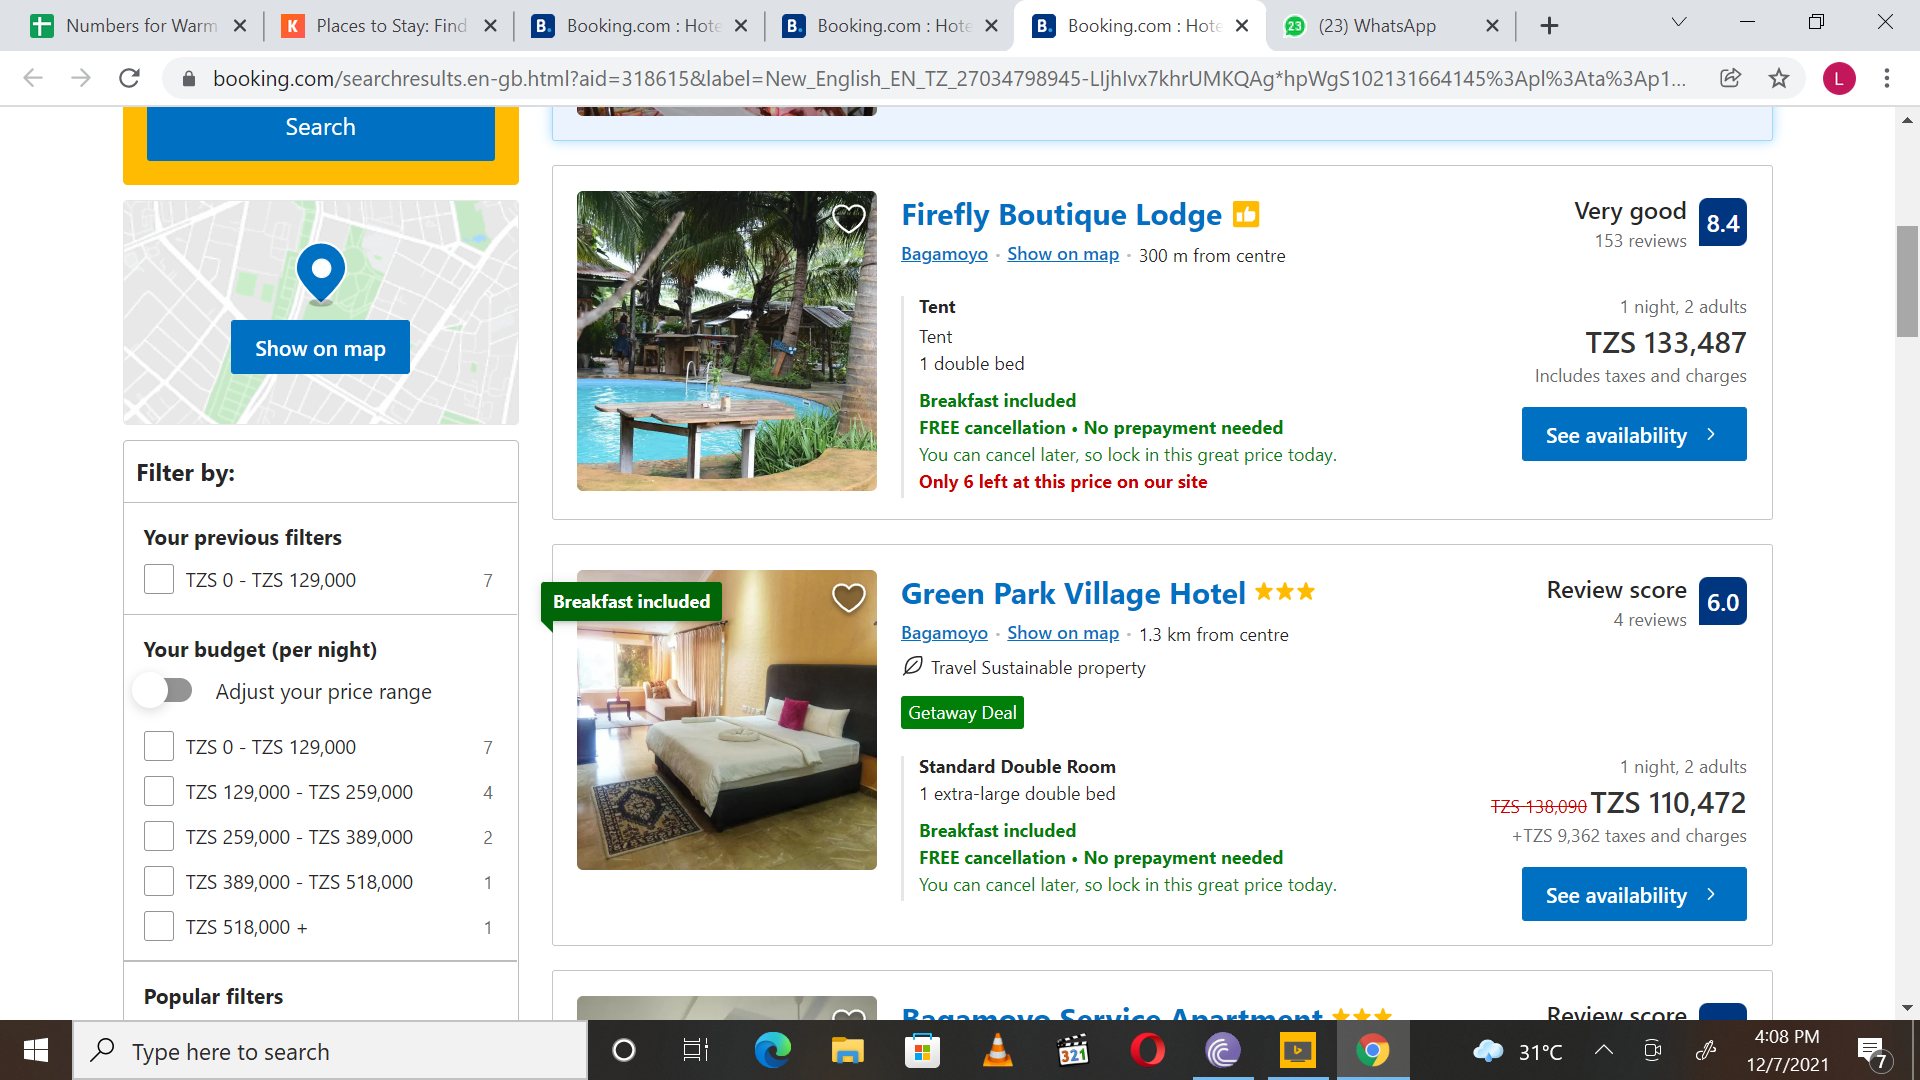 Numbers for Warm
Places to Stay: Find
Booking.com : Hote
Booking.com : Hote
Booking.com : Hote
23
(23) WhatsApp
booking.com/searchresults.en-gb.html?aid=318615&label=New_English_EN_TZ_27034798945-LIjhIvx7khrUMKQAg*hpWgS102131664145%3Apl%3Ata%3Ap1...
L
Search
Show on map
Filter by:
Your previous filters
TZS 0 - TZS 129,000 7
Your budget (per night)
Adjust your price range
TZS 0 - TZS 129,000 7
TZS 129,000 - TZS 259,000 4
TZS 259,000 - TZS 389,000 2
TZS 389,000 - TZS 518,000 1
TZS 518,000 + 1
Popular filters
Firefly Boutique Lodge
Bagamoyo · Show on map · 300 m from centre
Very good 8.4
153 reviews
Tent
Tent
1 double bed
Breakfast included
FREE cancellation • No prepayment needed
You can cancel later, so lock in this great price today.
Only 6 left at this price on our site
1 night, 2 adults
TZS 133,487
Includes taxes and charges
See availability
Breakfast included
Green Park Village Hotel
Bagamoyo · Show on map · 1.3 km from centre
Travel Sustainable property
Getaway Deal
Review score 6.0
4 reviews
Standard Double Room
1 extra-large double bed
Breakfast included
FREE cancellation • No prepayment needed
You can cancel later, so lock in this great price today.
1 night, 2 adults
TZS 138,090 TZS 110,472
+TZS 9,362 taxes and charges
See availability
Bagamoyo Service Apartment
Review score
Type here to search
321
31°C
4:08 PM
12/7/2021
7